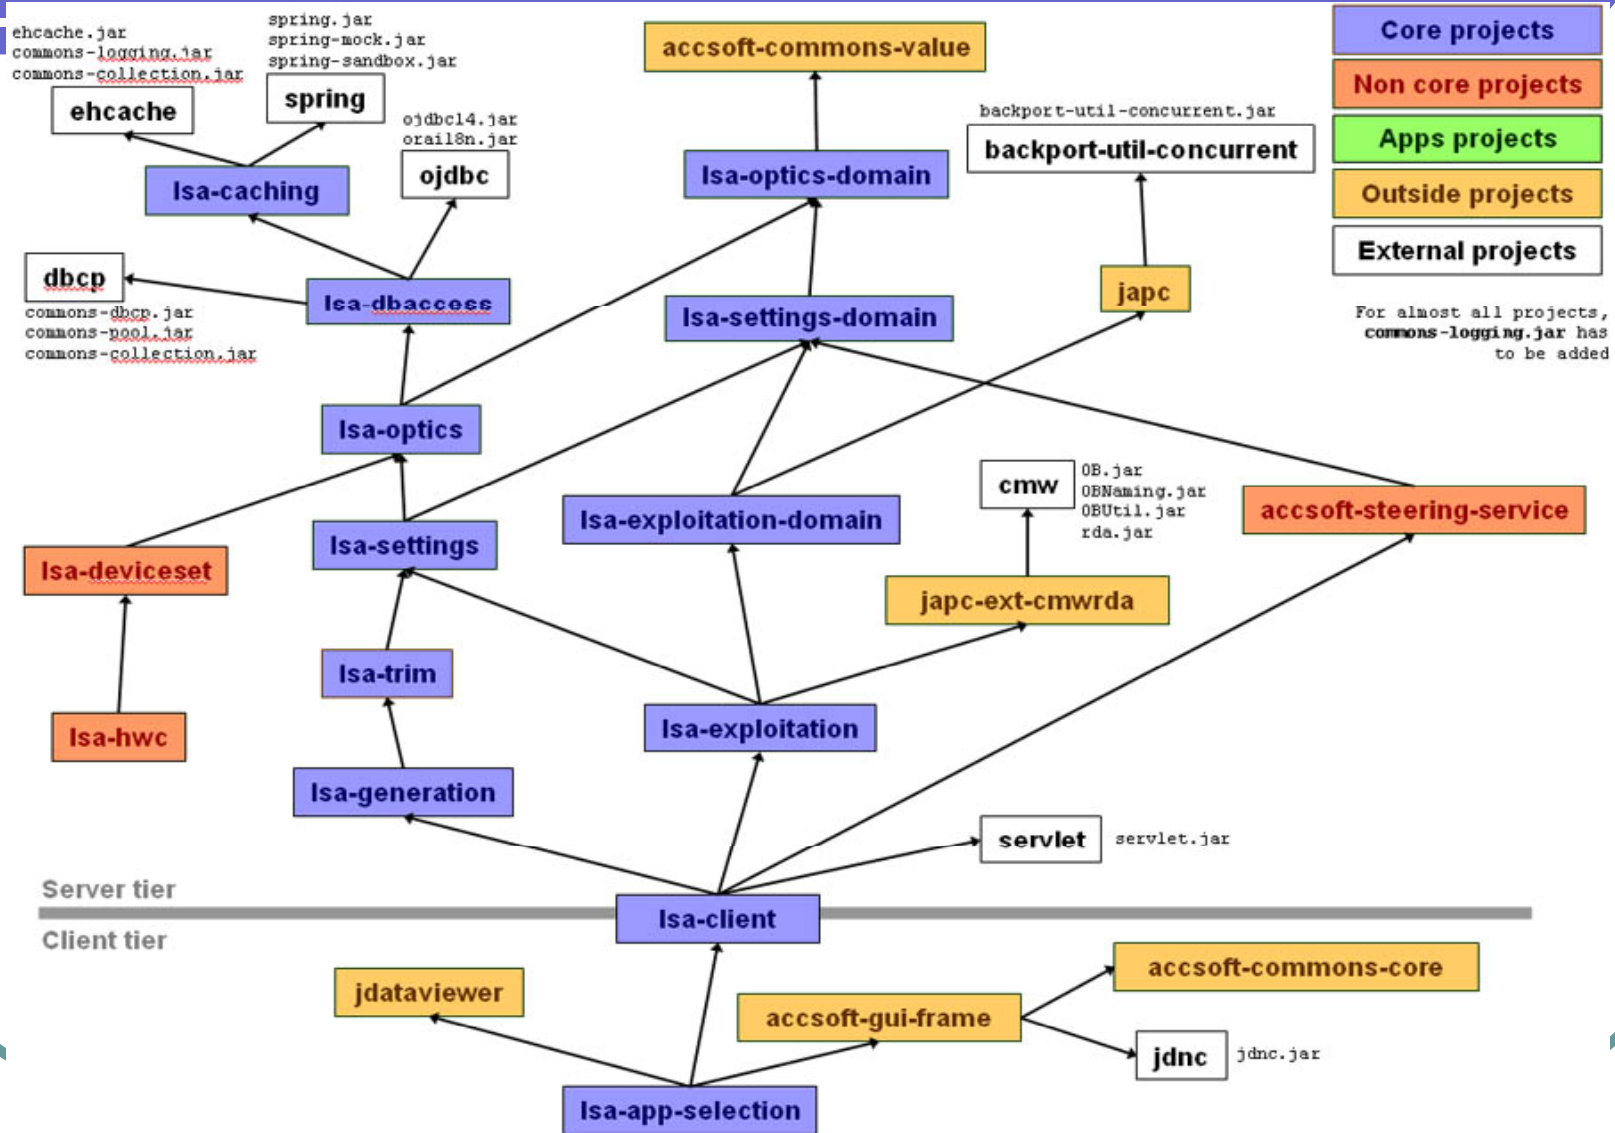 ehcache.jar
commons-logging.jar
commons-collection.jar
ehcache
spring.jar
spring-mock.jar
spring-sandbox.jar
spring
ojdbc14.jar
orai18n.jar
ojdbc
lsa-caching
dbcp
commons-dbcp.jar
commons-pool.jar
commons-collection.jar
lsa-dbaccess
accsoft-commons-value
lsa-optics-domain
lsa-settings-domain
backport-util-concurrent.jar
backport-util-concurrent
japc
Core projects
Non core projects
Apps projects
Outside projects
External projects
For almost all projects,
commons-logging.jar has
to be added
lsa-optics
lsa-settings
lsa-exploitation-domain
cmw
OB.jar
OBNaming.jar
OBUtil.jar
rda.jar
accsoft-steering-service
lsa-deviceset
japc-ext-cmwrda
lsa-trim
lsa-hwc
lsa-exploitation
lsa-generation
servlet
servlet.jar
Server tier
lsa-client
Client tier
jdataviewer
accsoft-gui-frame
accsoft-commons-core
jdnc
jdnc.jar
lsa-app-selection